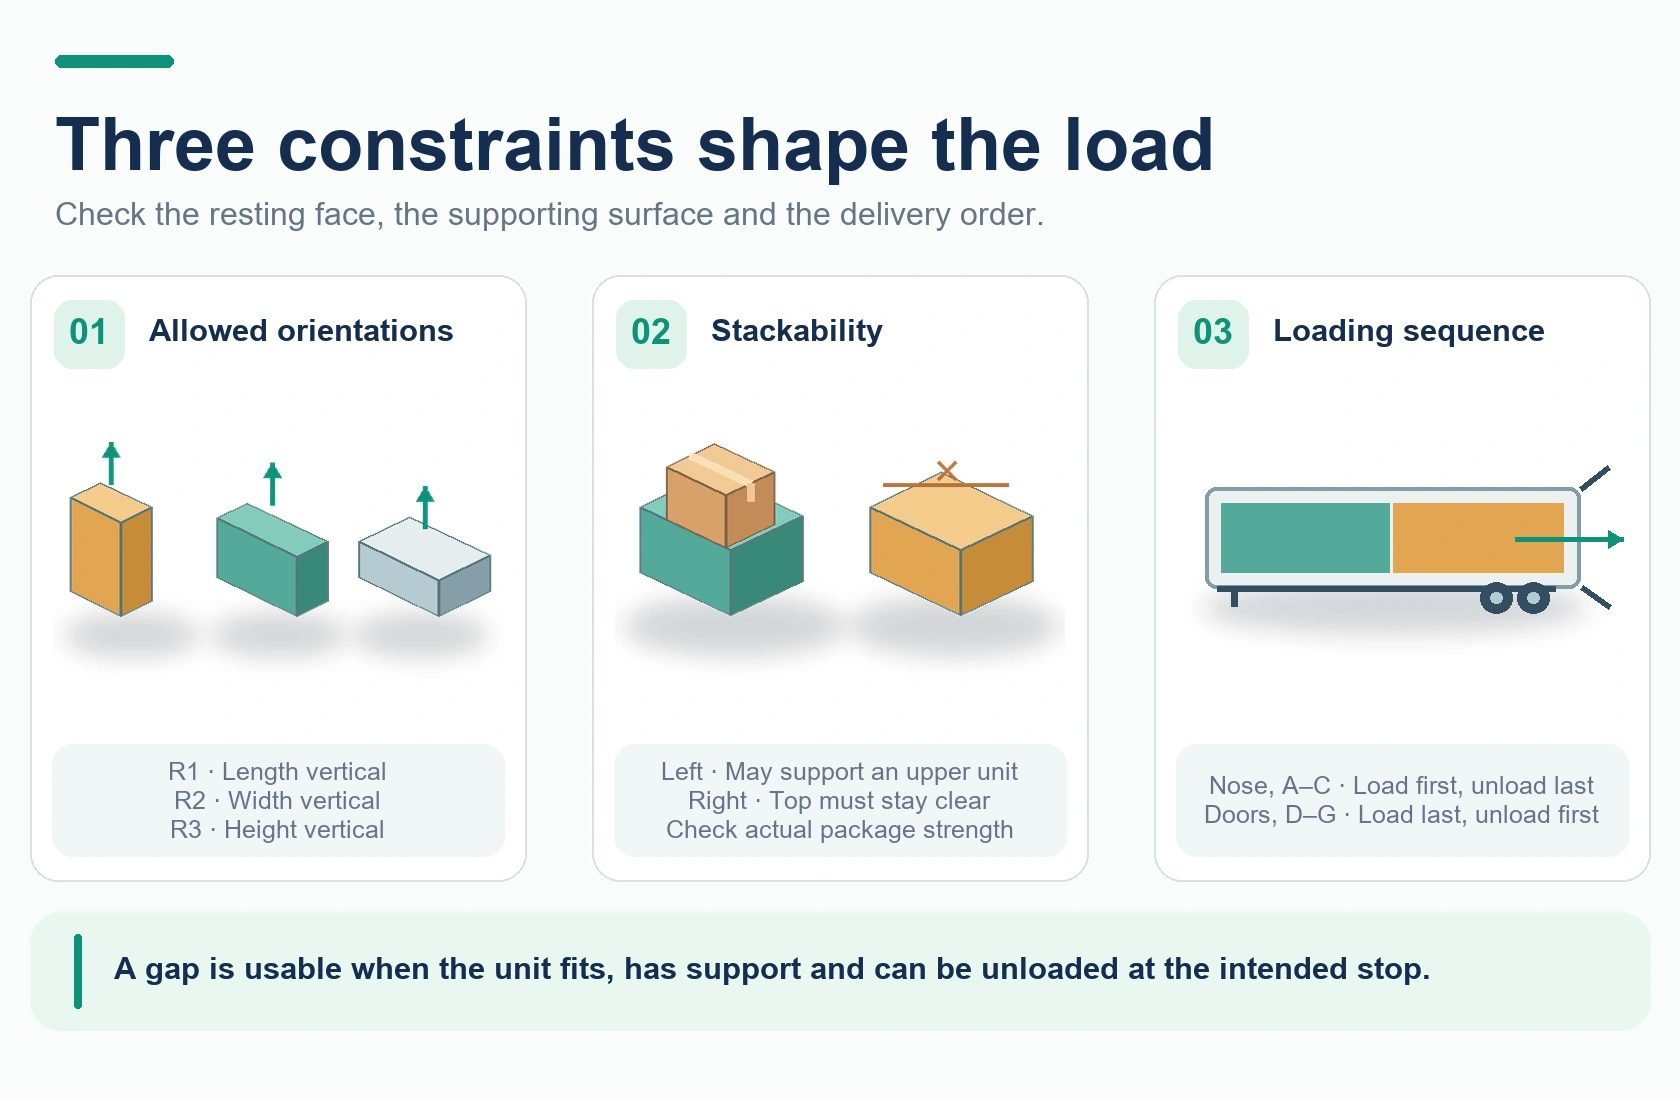 Three constraints shape the load
Check the resting face, the supporting surface and the delivery order.
01 Allowed orientations
R1 · Length vertical
R2 · Width vertical
R3 · Height vertical
02 Stackability
Left · May support an upper unit
Right · Top must stay clear
Check actual package strength
03 Loading sequence
Nose, A–C · Load first, unload last
Doors, D–G · Load last, unload first
A gap is usable when the unit fits, has support and can be unloaded at the intended stop.